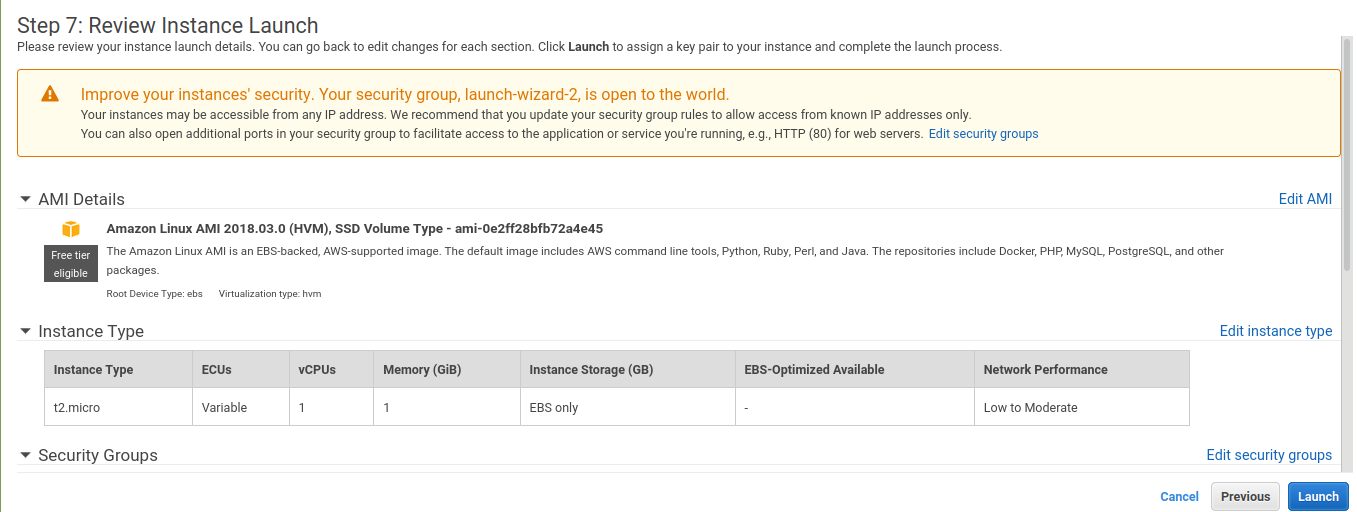 Step 7: Review Instance Launch
Please review your instance launch details. You can go back to edit changes for each section. Click Launch to assign a key pair to your instance and complete the launch process.
Improve your instances' security. Your security group, launch-wizard-2, is open to the world.
Your instances may be accessible from any IP address. We recommend that you update your security group rules to allow access from known IP addresses only.
You can also open additional ports in your security group to facilitate access to the application or service you're running, e.g., HTTP (80) for web servers. Edit security groups
AMI Details Edit AMI
Amazon Linux AMI 2018.03.0 (HVM), SSD Volume Type - ami-0e2ff28bfb72a4e45
Free tier
eligible
The Amazon Linux AMI is an EBS-backed, AWS-supported image. The default image includes AWS command line tools, Python, Ruby, Perl, and Java. The repositories include Docker, PHP, MySQL, PostgreSQL, and other
packages.
Root Device Type: ebs Virtualization type: hvm
Instance Type Edit instance type
Instance Type ECUs vCPUs Memory (GiB) Instance Storage (GB) EBS-Optimized Available Network Performance
t2.micro Variable 1 1 EBS only - Low to Moderate
Security Groups Edit security groups
Cancel Previous Launch